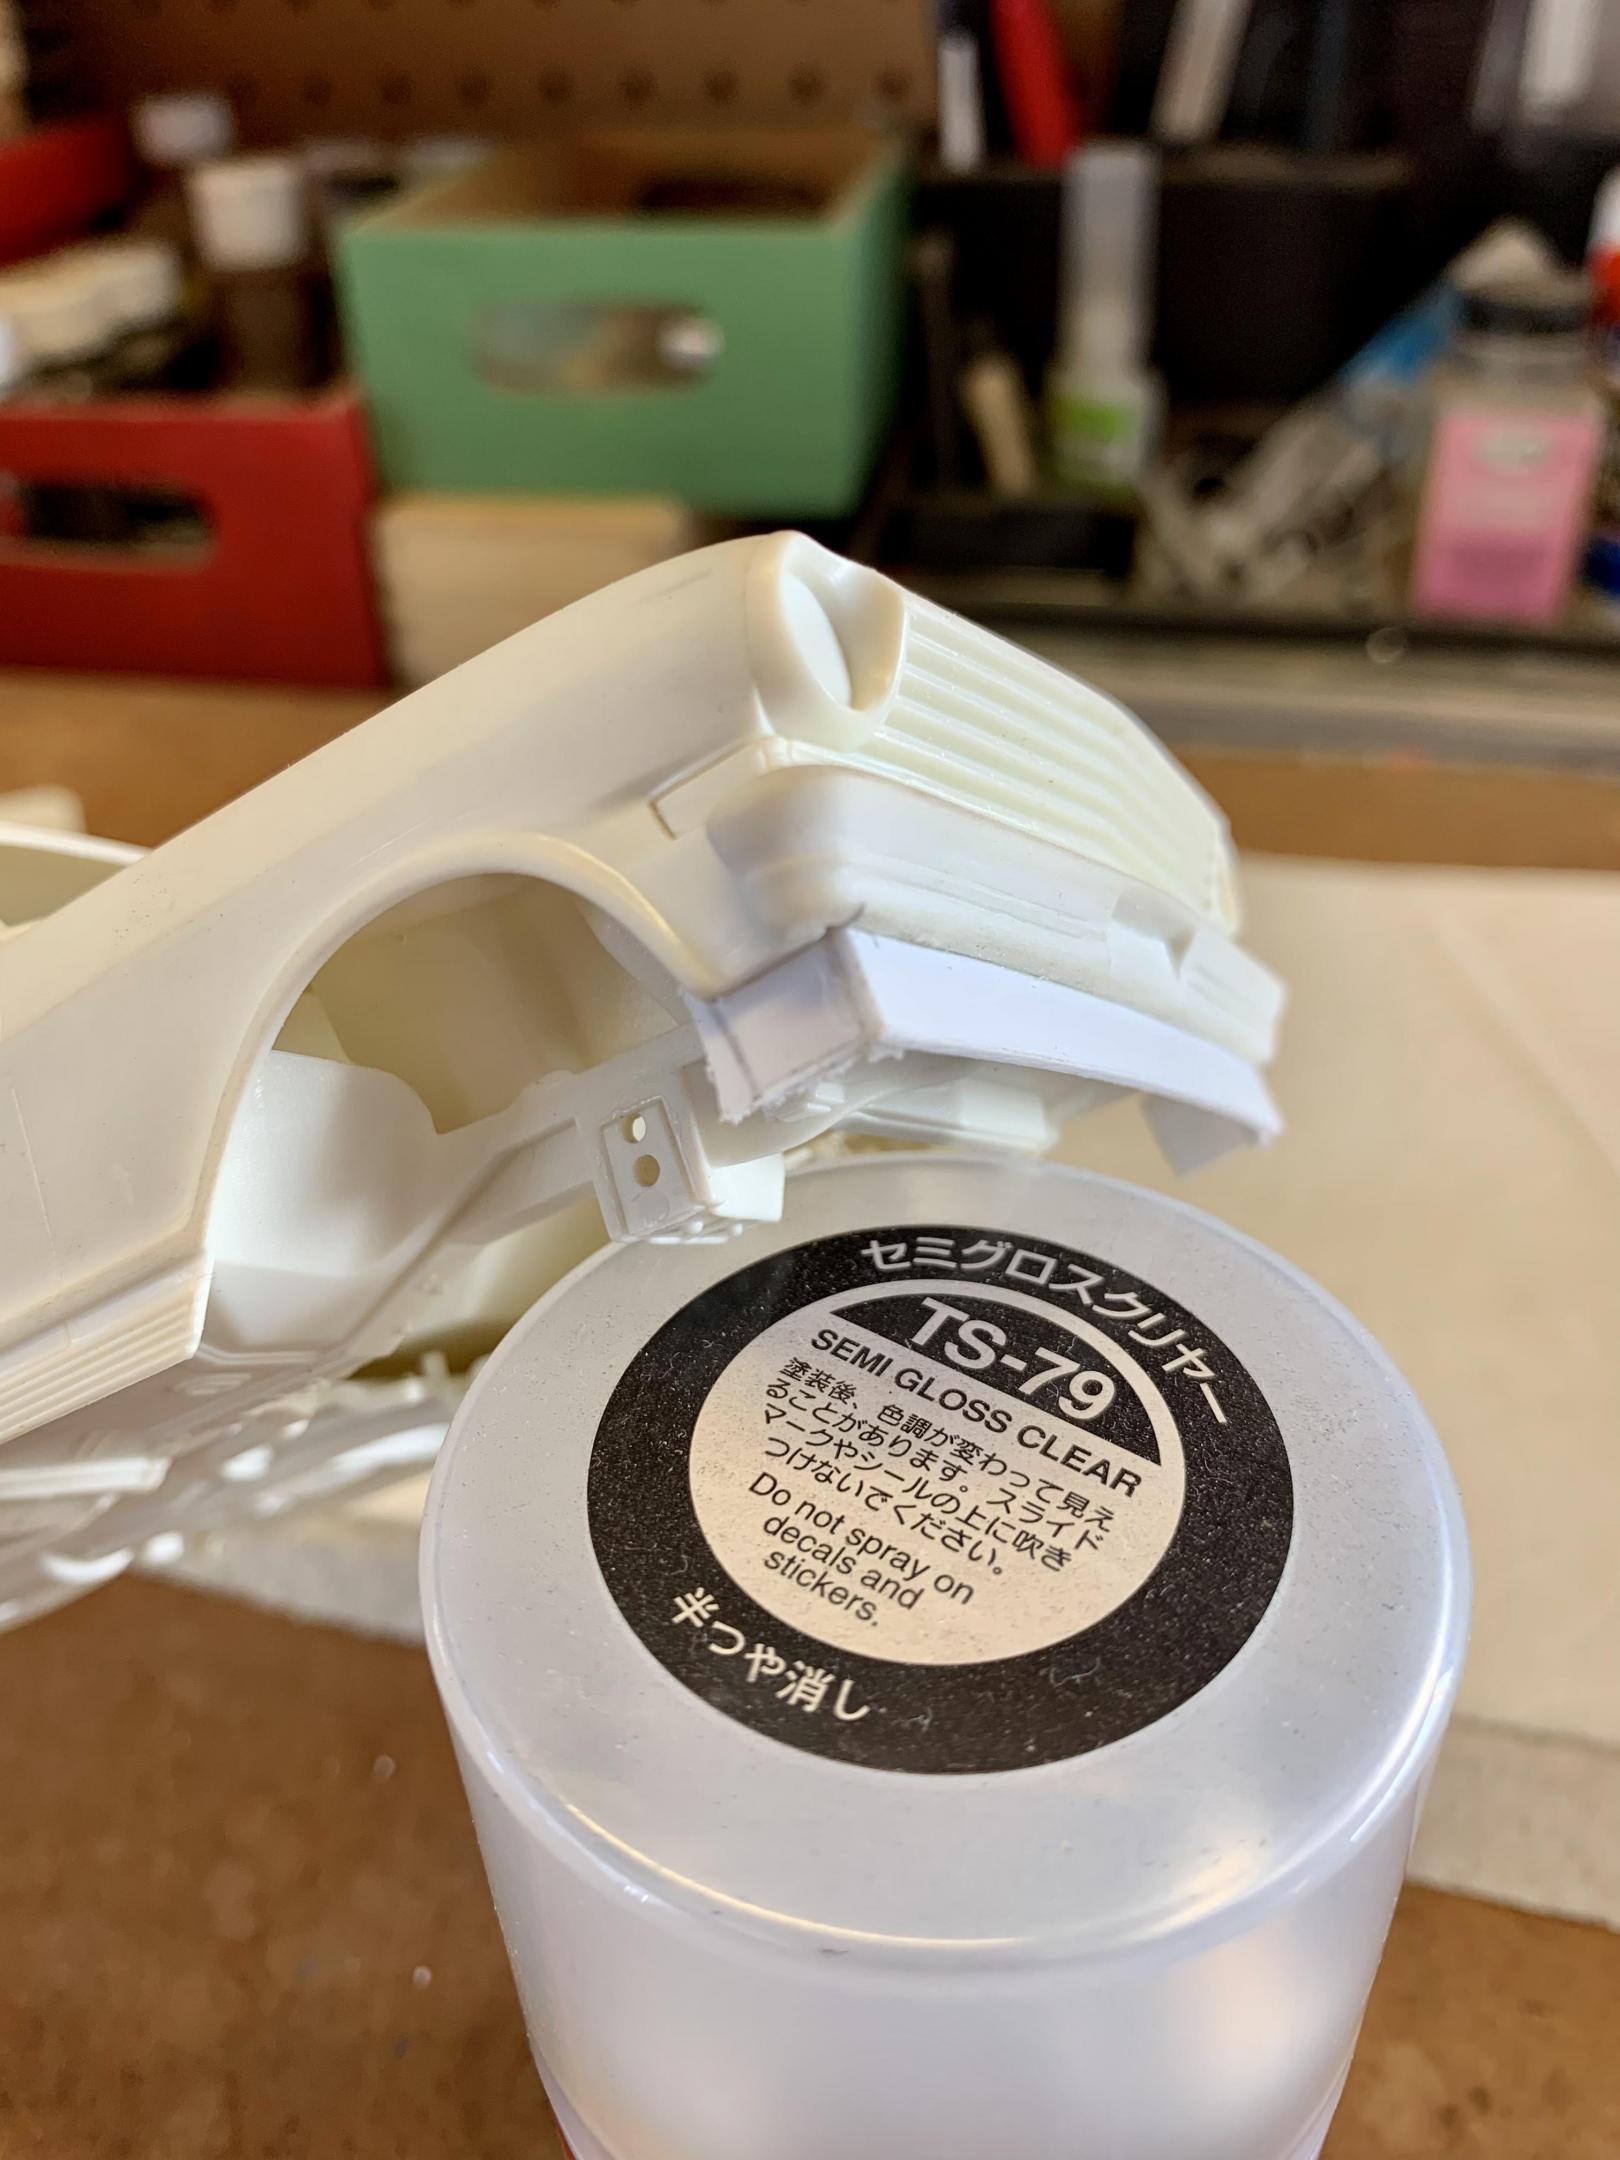 セミグロスクリヤー
TS-79
SEMI GLOSS CLEAR
塗装後、色調が変わって見え
ることがあります。スライド
マークやシールの上に吹き
つけないでください。
Do not spray on
decals and
stickers.
半つや消し